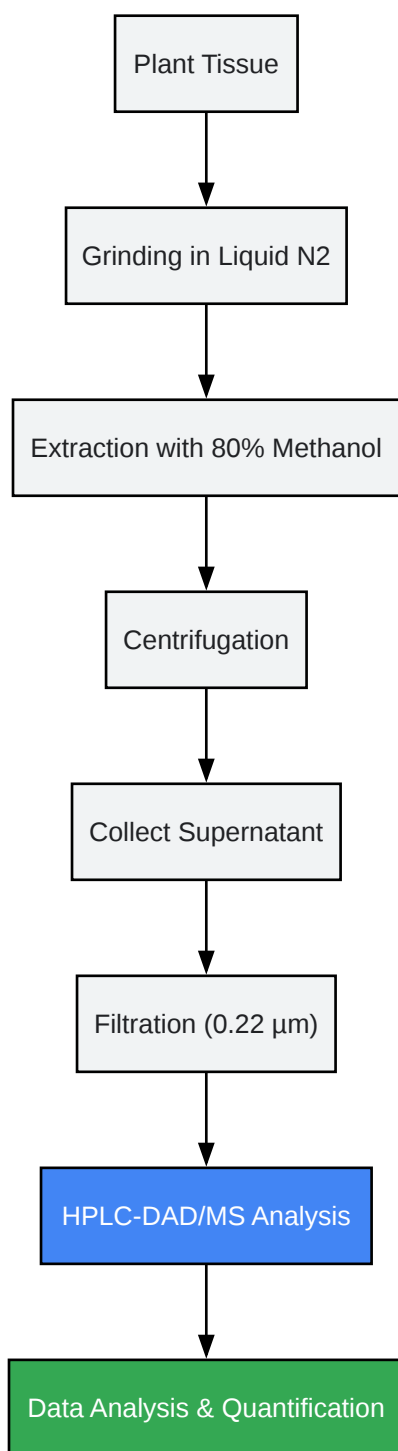 Plant Tissue
Grinding in Liquid N2
Extraction with 80% Methanol
Centrifugation
Collect Supernatant
Filtration (0.22 µm)
HPLC-DAD/MS Analysis
Data Analysis & Quantification